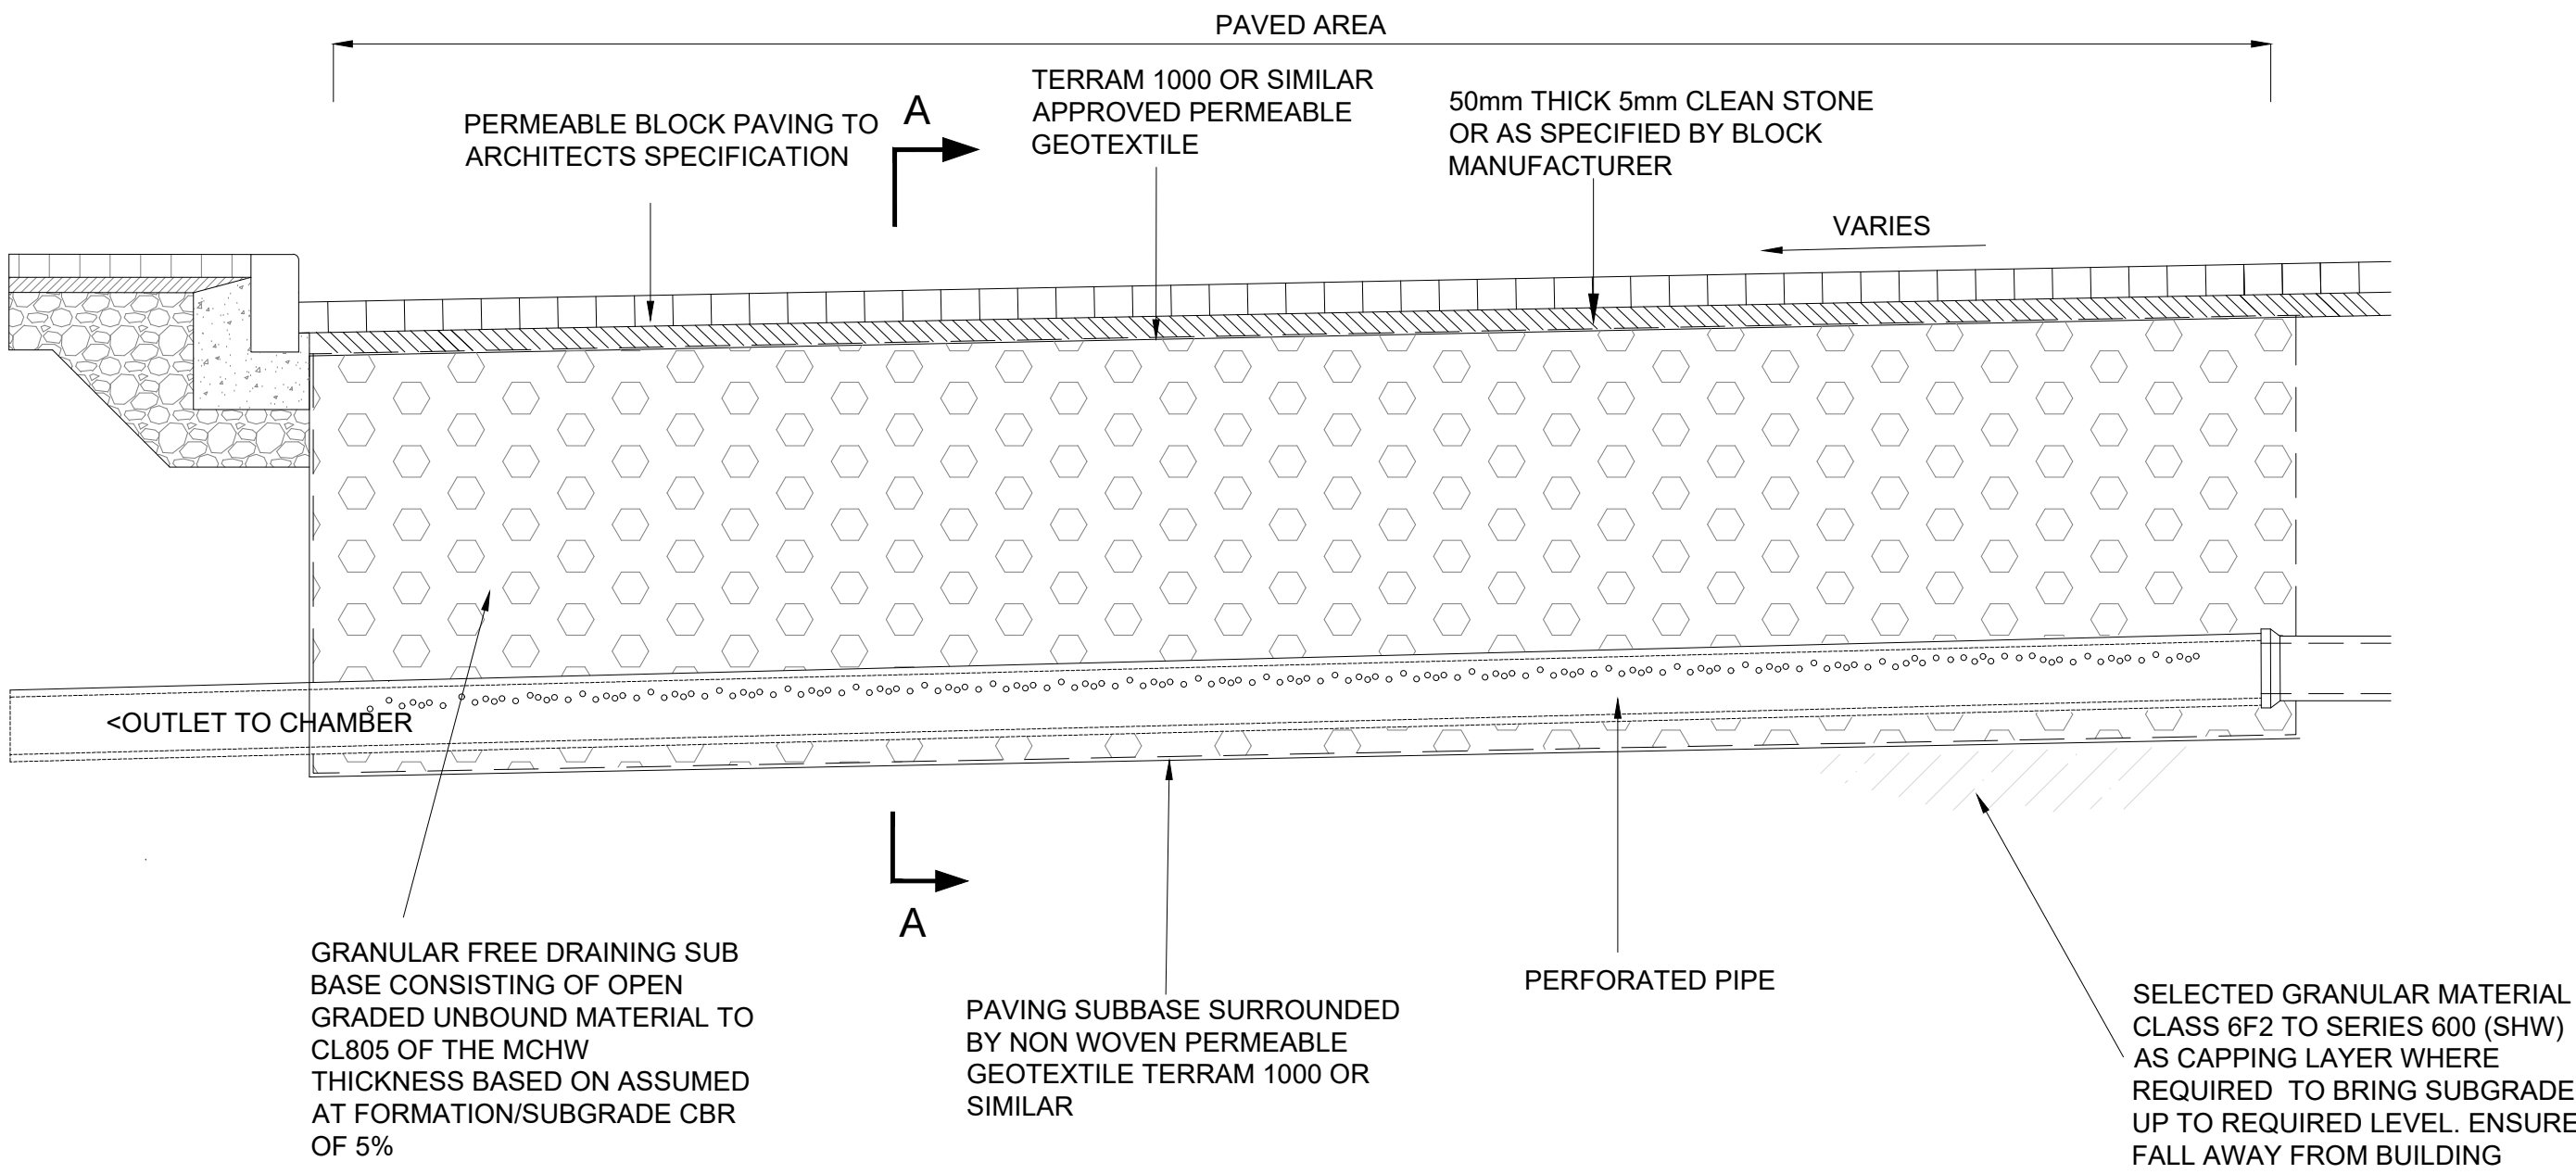 PAVED AREA
TERRAM 1000 OR SIMILAR
APPROVED PERMEABLE
GEOTEXTILE
50mm THICK 5mm CLEAN STONE
OR AS SPECIFIED BY BLOCK
MANUFACTURER
PERMEABLE BLOCK PAVING TO
ARCHITECTS SPECIFICATION
A
VARIES
<OUTLET TO CHAMBER
A
GRANULAR FREE DRAINING SUB
BASE CONSISTING OF OPEN
GRADED UNBOUND MATERIAL TO
CL805 OF THE MCHW
THICKNESS BASED ON ASSUMED
AT FORMATION/SUBGRADE CBR
OF 5%
PAVING SUBBASE SURROUNDED
BY NON WOVEN PERMEABLE
GEOTEXTILE TERRAM 1000 OR
SIMILAR
PERFORATED PIPE
SELECTED GRANULAR MATERIAL
CLASS 6F2 TO SERIES 600 (SHW)
AS CAPPING LAYER WHERE
REQUIRED TO BRING SUBGRADE
UP TO REQUIRED LEVEL. ENSURE
FALL AWAY FROM BUILDING